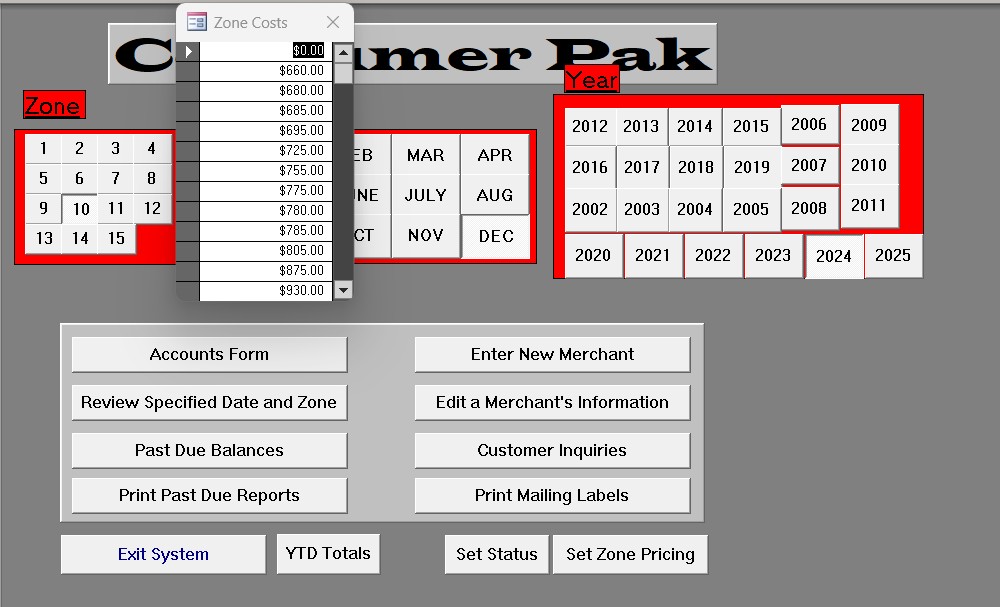 Zone Costs
$0.00
$660.00
$680.00
$685.00
$695.00
$725.00
$755.00
$775.00
$780.00
$785.00
$805.00
$875.00
$930.00
C umer Pak
Zone
1 2 3 4
5 6 7 8
9 10 11 12
13 14 15
EB MAR APR
NE JULY AUG
CT NOV DEC
Year
2012 2013 2014 2015 2006 2009
2016 2017 2018 2019 2007 2010
2002 2003 2004 2005 2008 2011
2020 2021 2022 2023 2024 2025
Accounts Form
Review Specified Date and Zone
Past Due Balances
Print Past Due Reports
Enter New Merchant
Edit a Merchant's Information
Customer Inquiries
Print Mailing Labels
Exit System
YTD Totals
Set Status
Set Zone Pricing